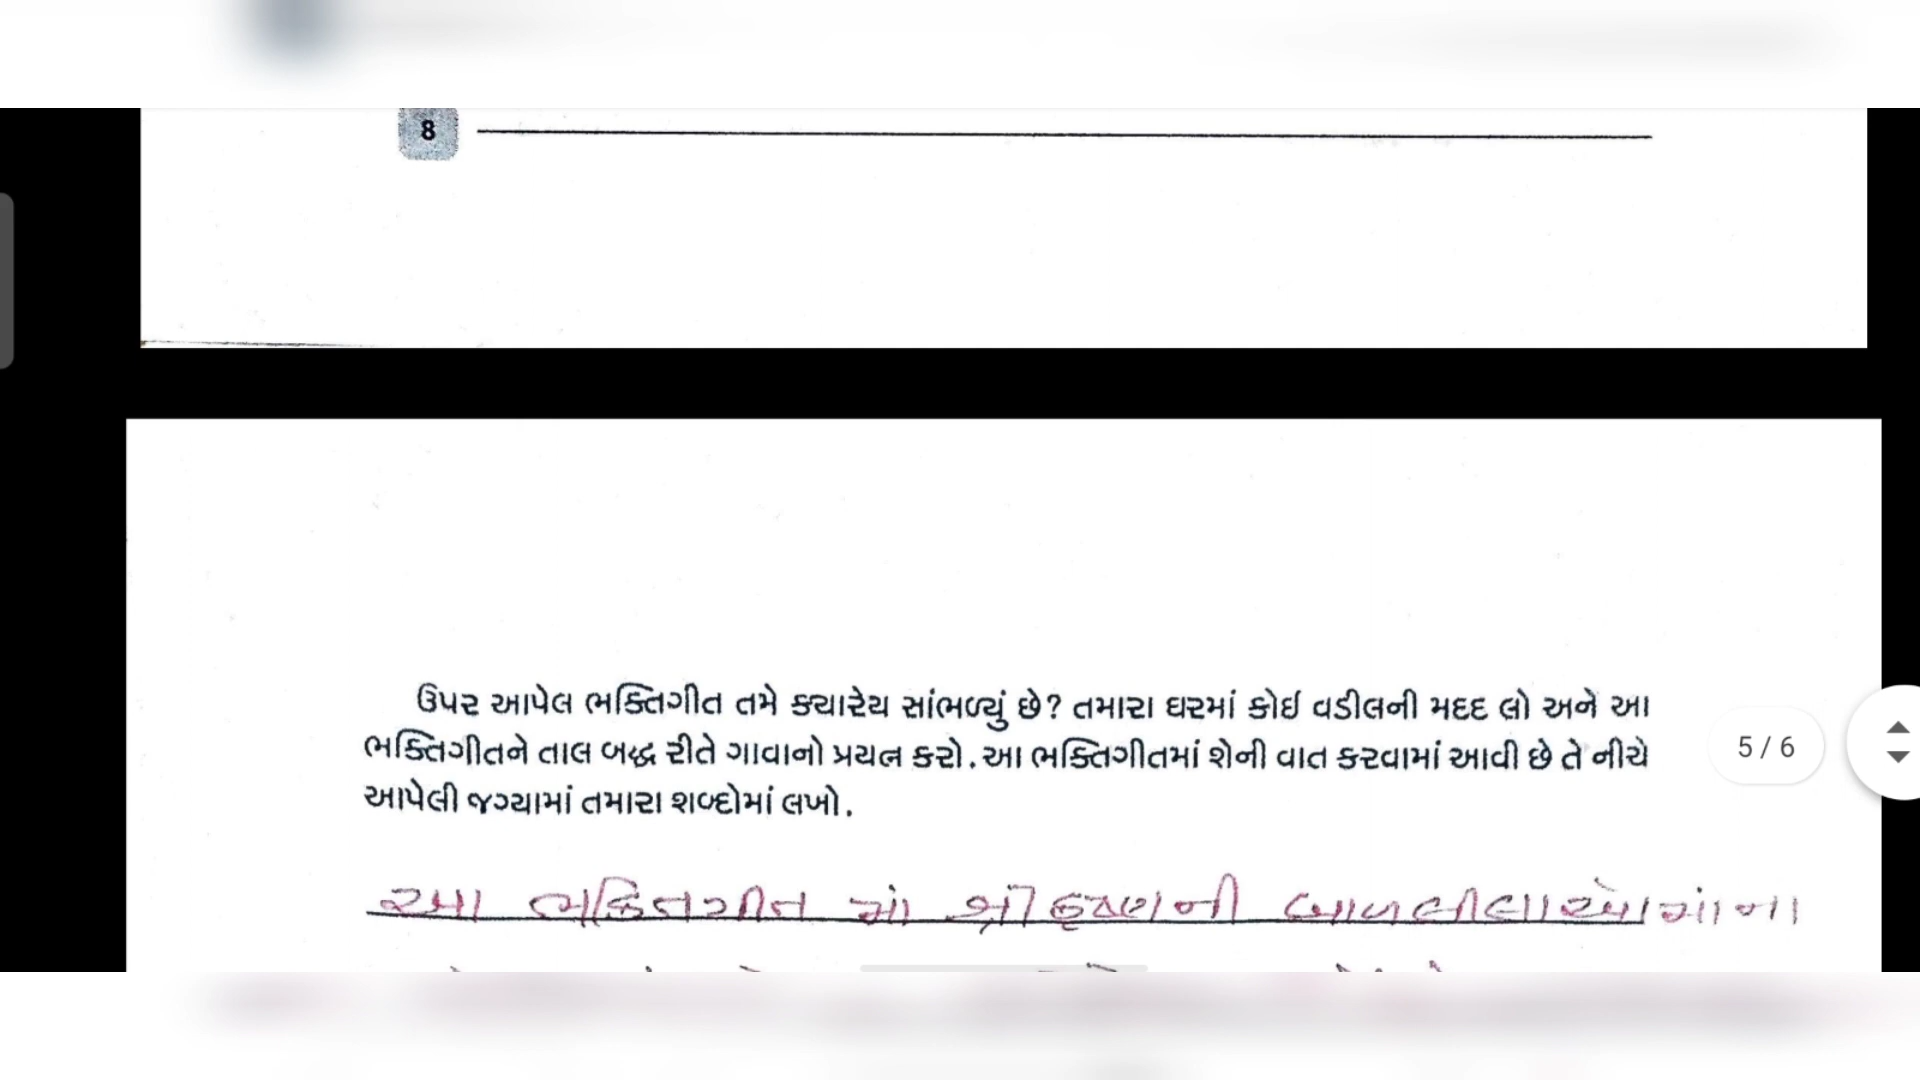 8
ઉપર આપેલ ભક્તિગીત તમે ક્યારેય સાંભળ્યું છે? તમારા ઘરમાં કોઈ વડીલની મદદ લો અને આ
ભક્તિગીતને તાલ બદ્ધ રીતે ગાવાનો પ્રયત્ન કરો. આ ભક્તિગીતમાં શેની વાત કરવામાં આવી છે તે નીચે
આપેલી જગ્યામાં તમારા શબ્દોમાં લખો.
5 / 6
આ ભક્તિગીત માં શ્રી કૃષ્ણની બાળલીલાઓમાંના